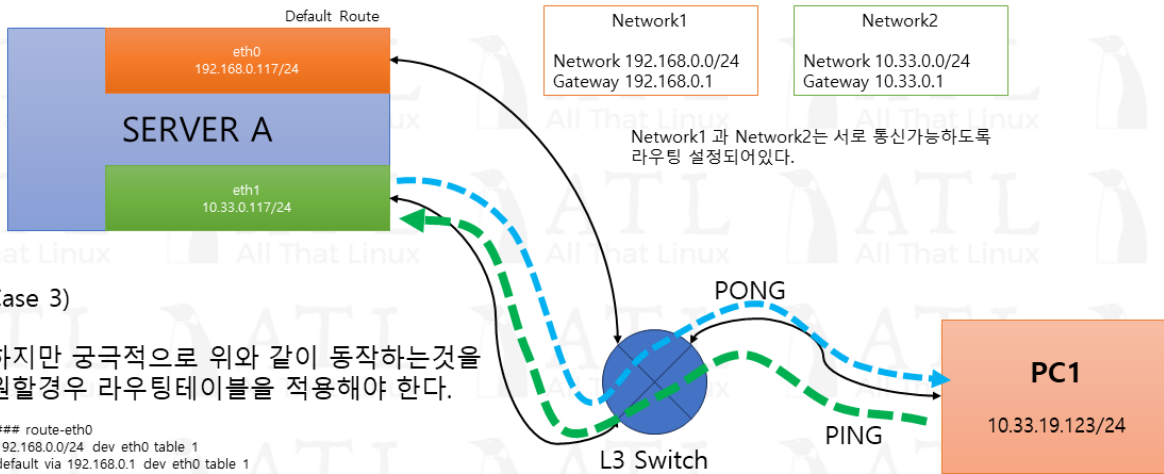 Default Route
eth0
192.168.0.117/24
SERVER A
eth1
10.33.0.117/24
Network1
Network 192.168.0.0/24
Gateway 192.168.0.1
Network2
Network 10.33.0.0/24
Gateway 10.33.0.1
Network1 과 Network2는 서로 통신가능하도록
라우팅 설정되어있다.
ase 3)
하지만 궁극적으로 위와 같이 동작하는것을
원할경우 라우팅테이블을 적용해야 한다.
## route-eth0
92.168.0.0/24 dev eth0 table 1
default via 192.168.0.1 dev eth0 table 1
PONG
PING
L3 Switch
PC1
10.33.19.123/24
ATL
All That Linux